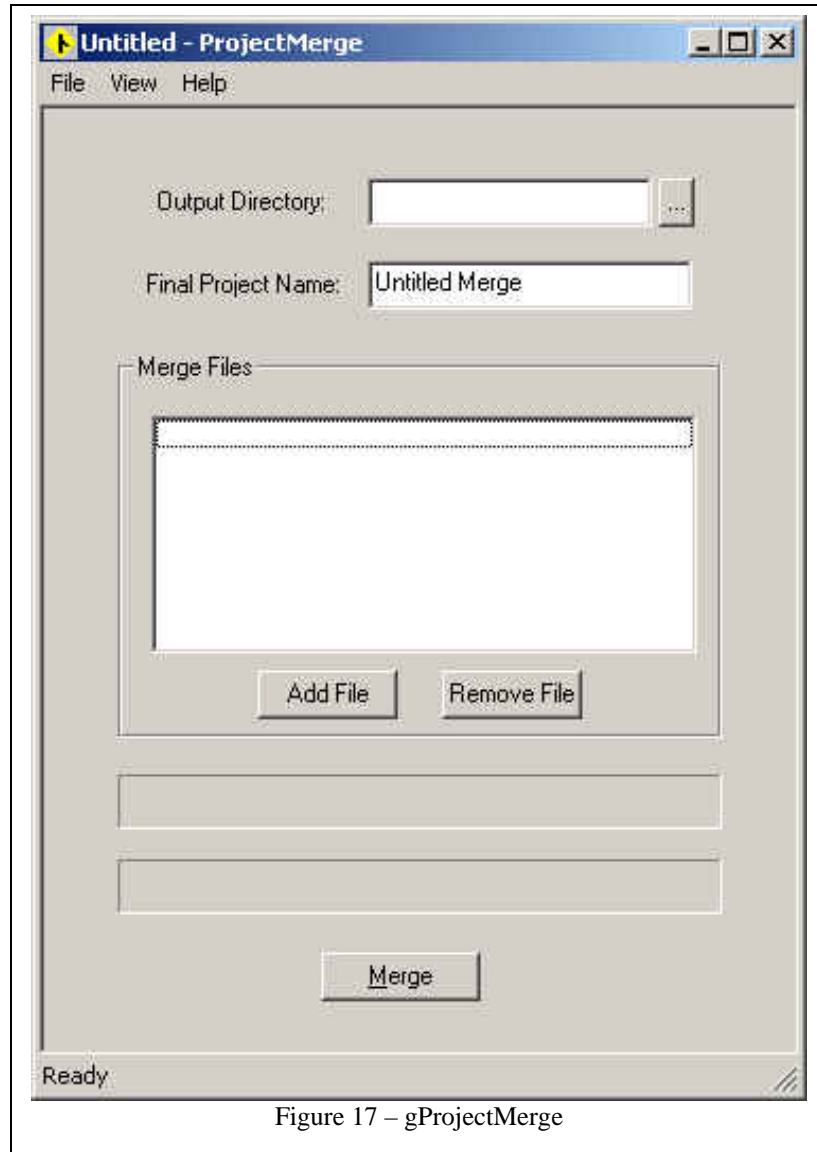 Untitled - ProjectMerge
File View Help
Output Directory:
...
Final Project Name: Untitled Merge
Merge Files
Add File Remove File
Merge
Ready
Figure 17 – gProjectMerge